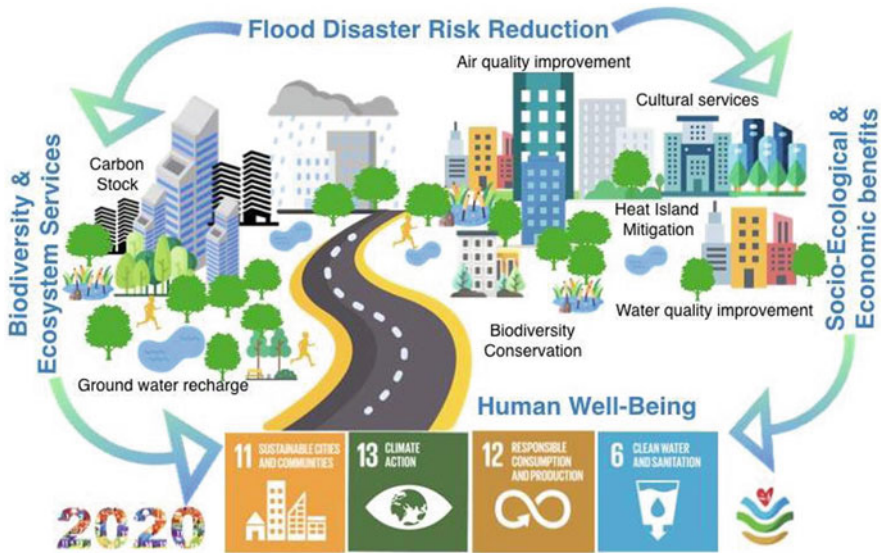 Flood Disaster Risk Reduction
Air quality improvement
Cultural services
Carbon
Stock
Biodiversity &
Ecosystem Services
Socio-Ecological &
Economic benefits
Heat Island
Mitigation
Water quality improvement
Biodiversity
Conservation
Ground water recharge
Human Well-Being
11 SUSTAINABLE CITIES
AND COMMUNITIES
13 CLIMATE
ACTION
12 RESPONSIBLE
CONSUMPTION
AND PRODUCTION
6 CLEAN WATER
AND SANITATION
2020